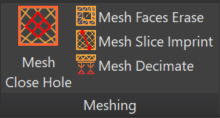 Mesh
Close Hole
Mesh Faces Erase
Mesh Slice Imprint
Mesh Decimate
Meshing